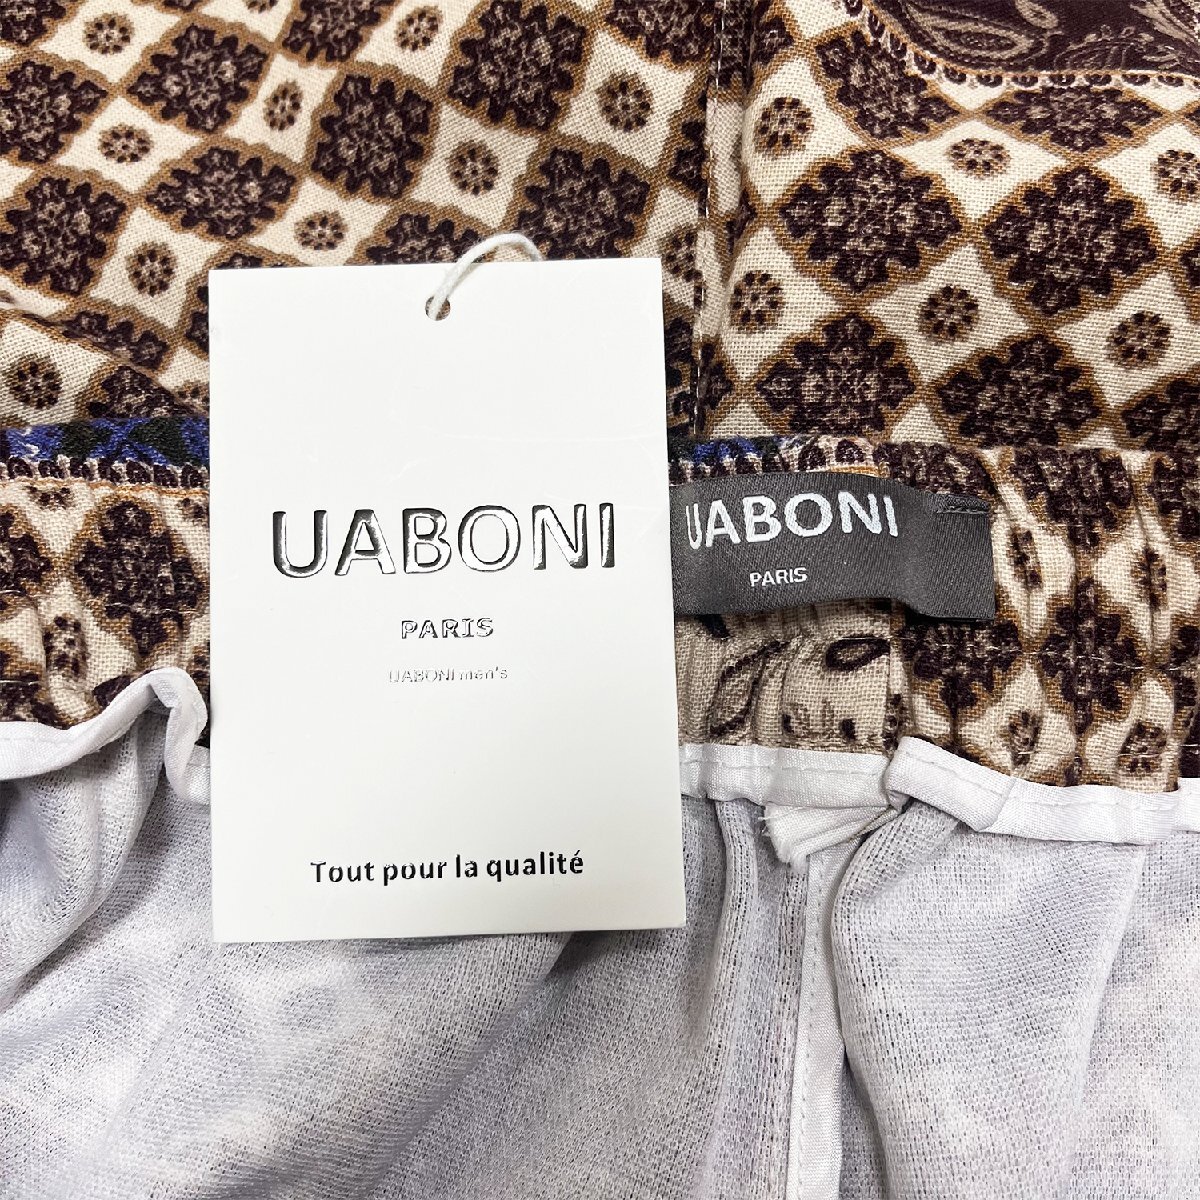 UABONI
PARIS
UABONI men's
Tout pour la qualité
UABONI
PARIS